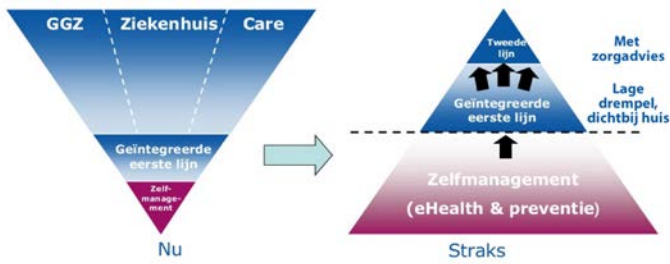 GGZ Ziekenhuis Care
Geïntegreerde
eerste lijn
Zelf-
manage-
ment
Nu
Tweede
lijn
Met
zorgadvies
Geïntegreerde
eerste lijn
Lage
drempel,
dichtbij huis
Zelfmanagement
(eHealth & preventie)
Straks